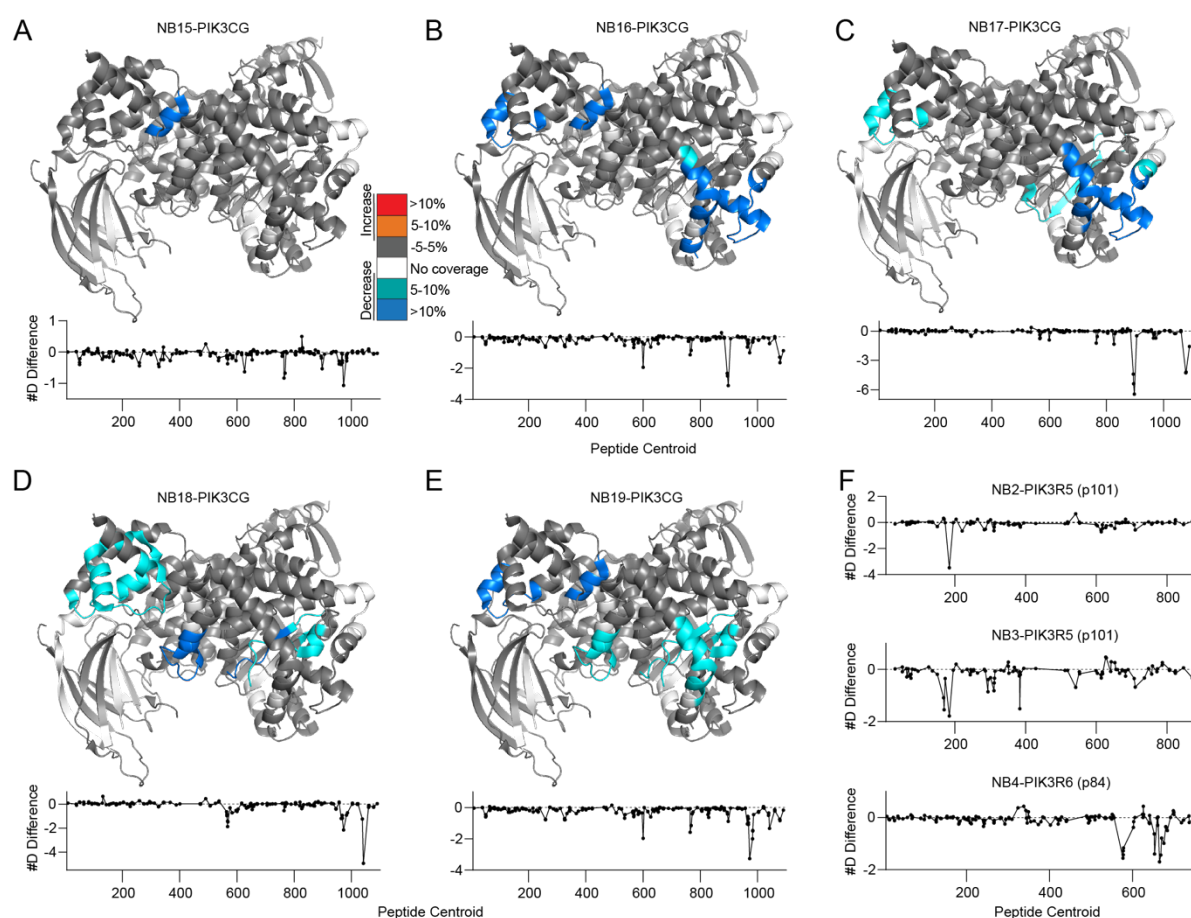 A
NB15-PIK3CG
B
NB16-PIK3CG
C
NB17-PIK3CG
Increase
>10%
5-10%
-5-5%
No coverage
Decrease
5-10%
>10%
#D Difference
1
0
-1
200 400 600 800 1000
0
-2
-4
200 400 600 800 1000
0
-3
-6
200 400 600 800 1000
Peptide Centroid
D
NB18-PIK3CG
E
NB19-PIK3CG
F
NB2-PIK3R5 (p101)
#D Difference
2
0
-2
-4
200 400 600 800
NB3-PIK3R5 (p101)
#D Difference
0
-2
200 400 600 800
NB4-PIK3R6 (p84)
#D Difference
0
-2
200 400 600
Peptide Centroid
#D Difference
0
-2
-4
200 400 600 800 1000
0
-2
-4
200 400 600 800 1000
Peptide Centroid